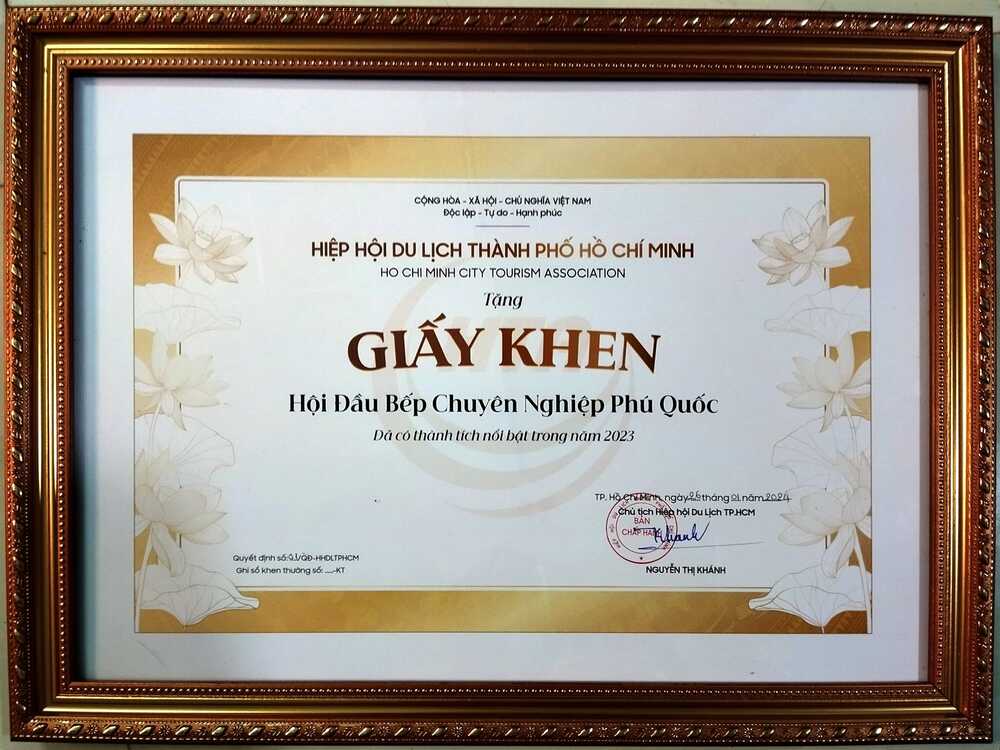 CỘNG HÒA - XÃ HỘI - CHỦ NGHĨA VIỆT NAM
Độc lập - Tự do - Hạnh phúc
HIỆP HỘI DU LỊCH THÀNH PHỐ HỒ CHÍ MINH
HO CHI MINH CITY TOURISM ASSOCIATION
Tặng
GIẤY KHEN
Hội Đầu Bếp Chuyên Nghiệp Phú Quốc
Đã có thành tích nổi bật trong năm 2023
TP. Hồ Chí Minh, ngày 26 tháng 01 năm 2024
Chủ tịch Hiệp hội Du Lịch TP.HCM
BAN
CHẤP HÀNH
Khanh
NGUYỄN THỊ KHÁNH
Quyết định số: /QĐ-HHDLTPHCM
Ghi sổ khen thưởng số: ....-KT